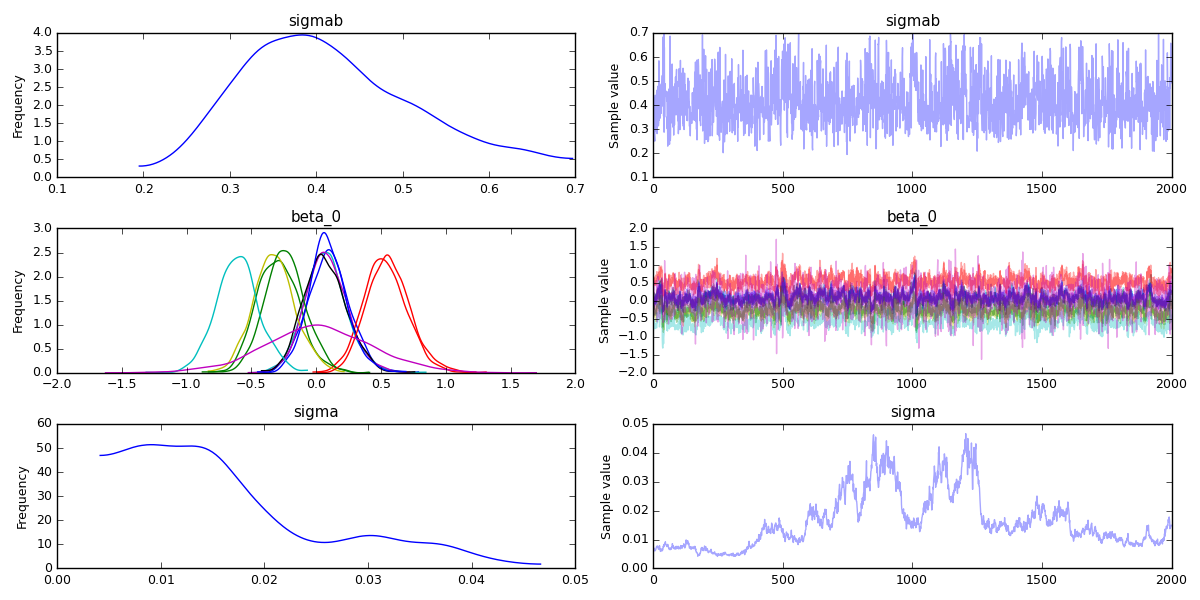 sigmab
Frequency
4.0
3.5
3.0
2.5
2.0
1.5
1.0
0.5
0.0
0.1 0.2 0.3 0.4 0.5 0.6 0.7
sigmab
Sample value
0.7
0.6
0.5
0.4
0.3
0.2
0.1
0 500 1000 1500 2000
beta_0
Frequency
3.0
2.5
2.0
1.5
1.0
0.5
0.0
−2.0 −1.5 −1.0 −0.5 0.0 0.5 1.0 1.5 2.0
beta_0
Sample value
2.0
1.5
1.0
0.5
0.0
−0.5
−1.0
−1.5
−2.0
0 500 1000 1500 2000
sigma
Frequency
60
50
40
30
20
10
0
0.00 0.01 0.02 0.03 0.04 0.05
sigma
Sample value
0.05
0.04
0.03
0.02
0.01
0.00
0 500 1000 1500 2000